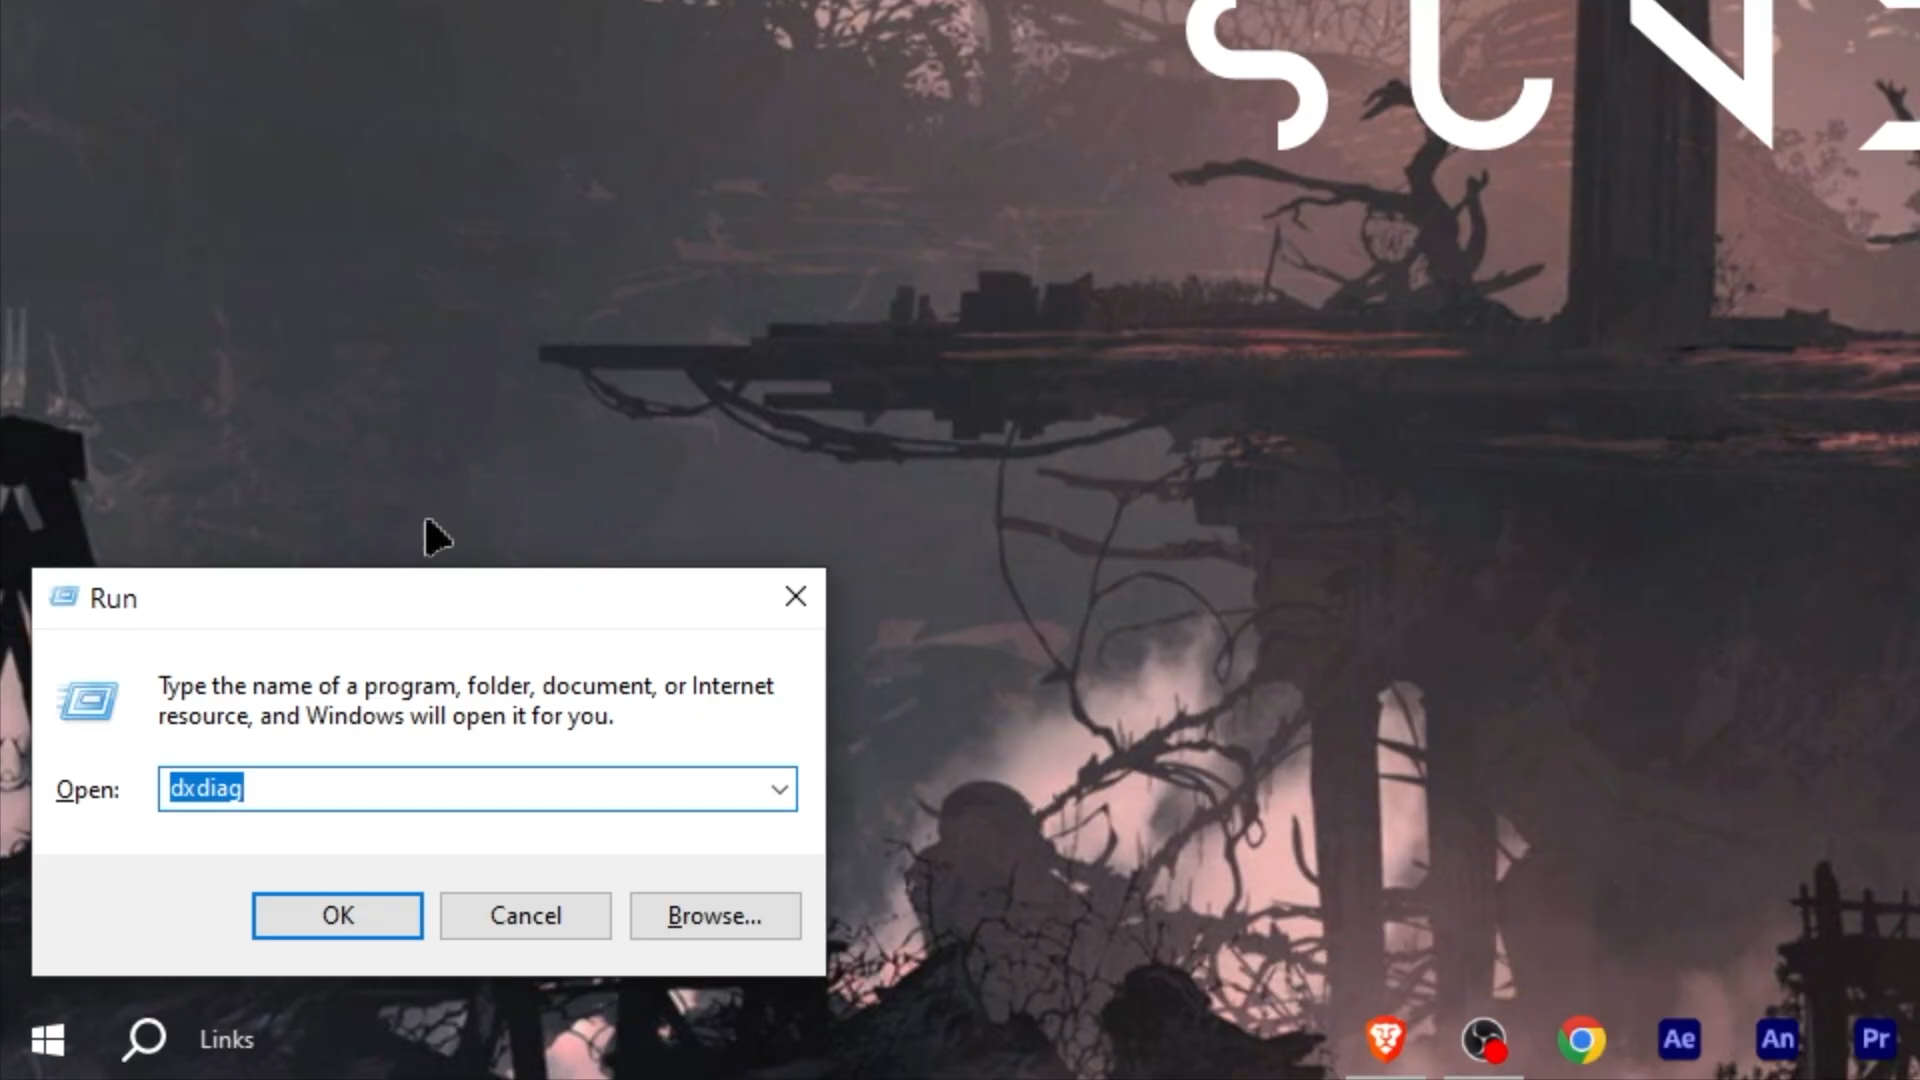 SUN
Run
Type the name of a program, folder, document, or Internet
resource, and Windows will open it for you.
Open: dxdiag
OK Cancel Browse...
Links Ae An Pr